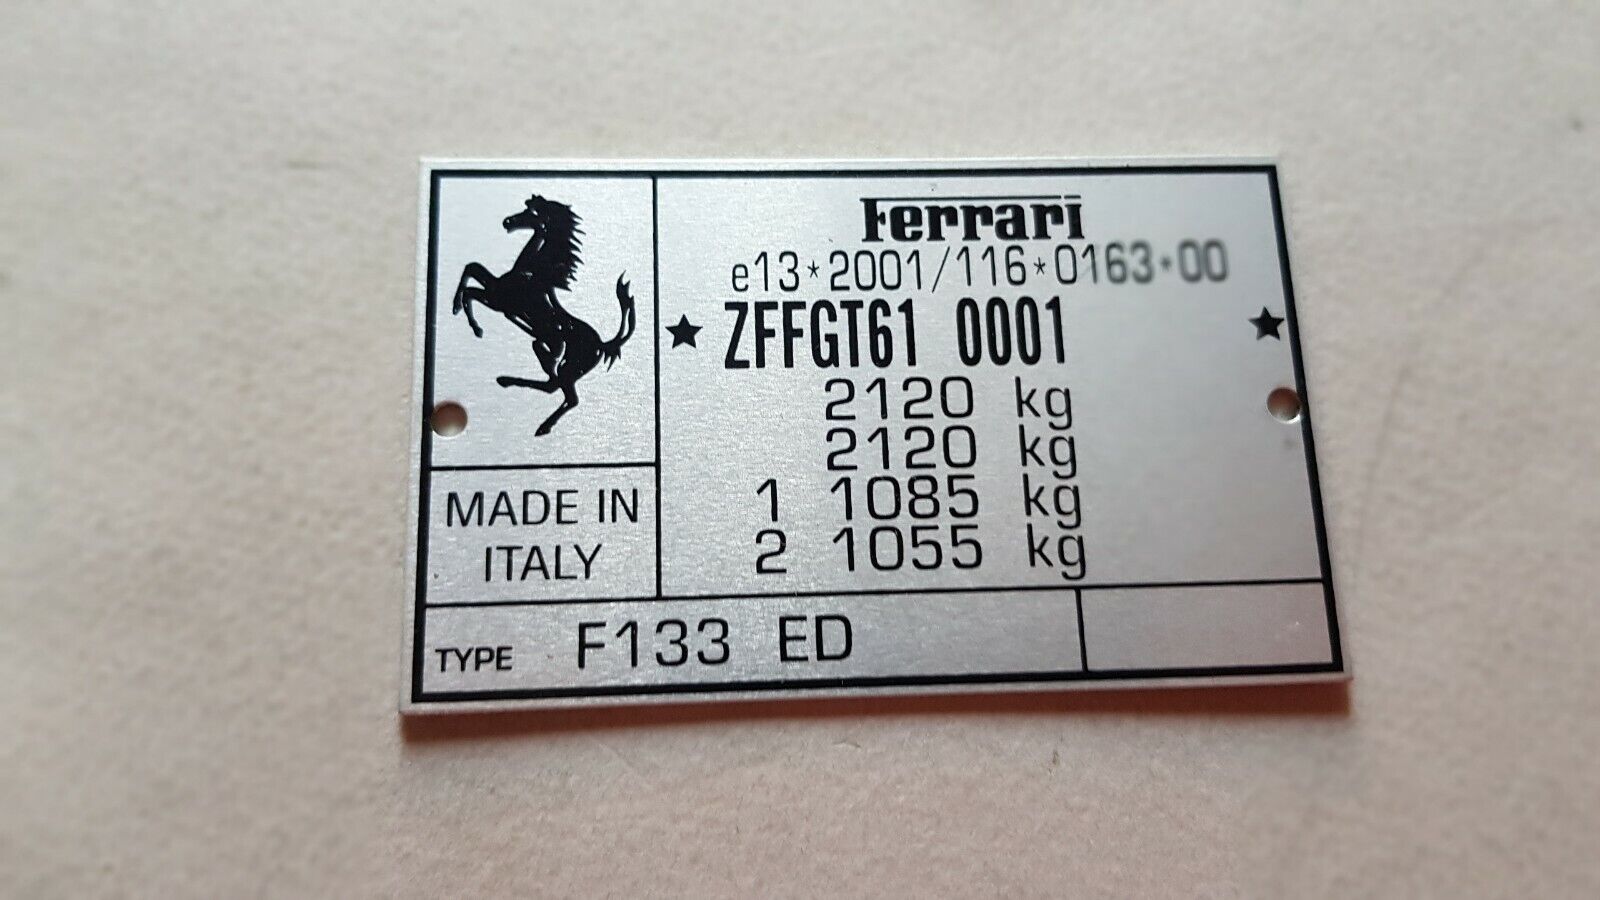 Ferrari
e13*2001/116*0163*00
★ ZFFGT61 0001 ★
2120 kg
2120 kg
1 1085 kg
2 1055 kg
MADE IN
ITALY
TYPE F133 ED